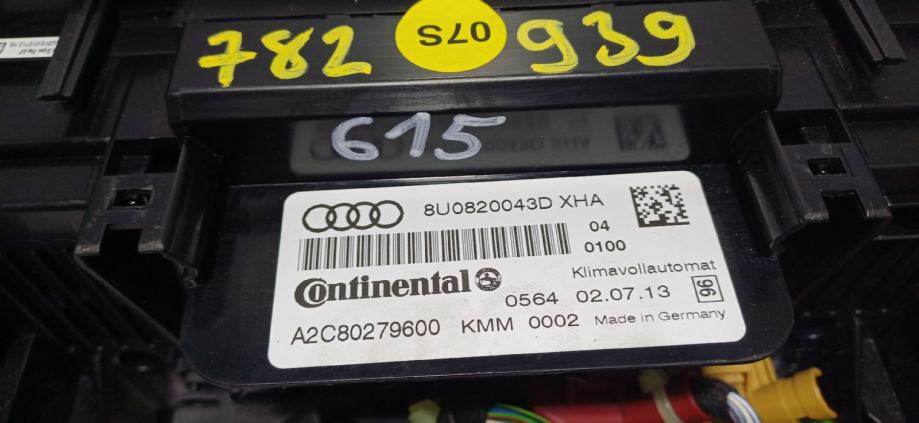 782 07S 939
615
8U0820043D XHA
04
0100
Continental
Klimavollautomat
0564 02.07.13 96
A2C80279600 KMM 0002 Made in Germany